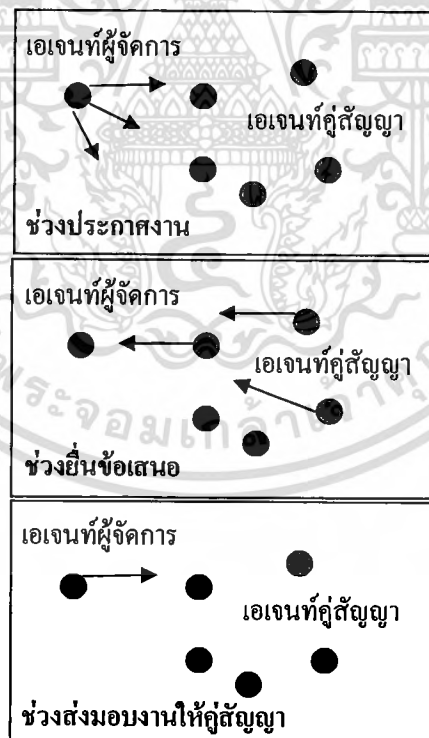 เอเจนท์ผู้จัดการ
เอเจนท์คู่สัญญา
ช่วงประกาศงาน
เอเจนท์ผู้จัดการ
เอเจนท์คู่สัญญา
ช่วงยื่นข้อเสนอ
เอเจนท์ผู้จัดการ
เอเจนท์คู่สัญญา
ช่วงส่งมอบงานให้คู่สัญญา